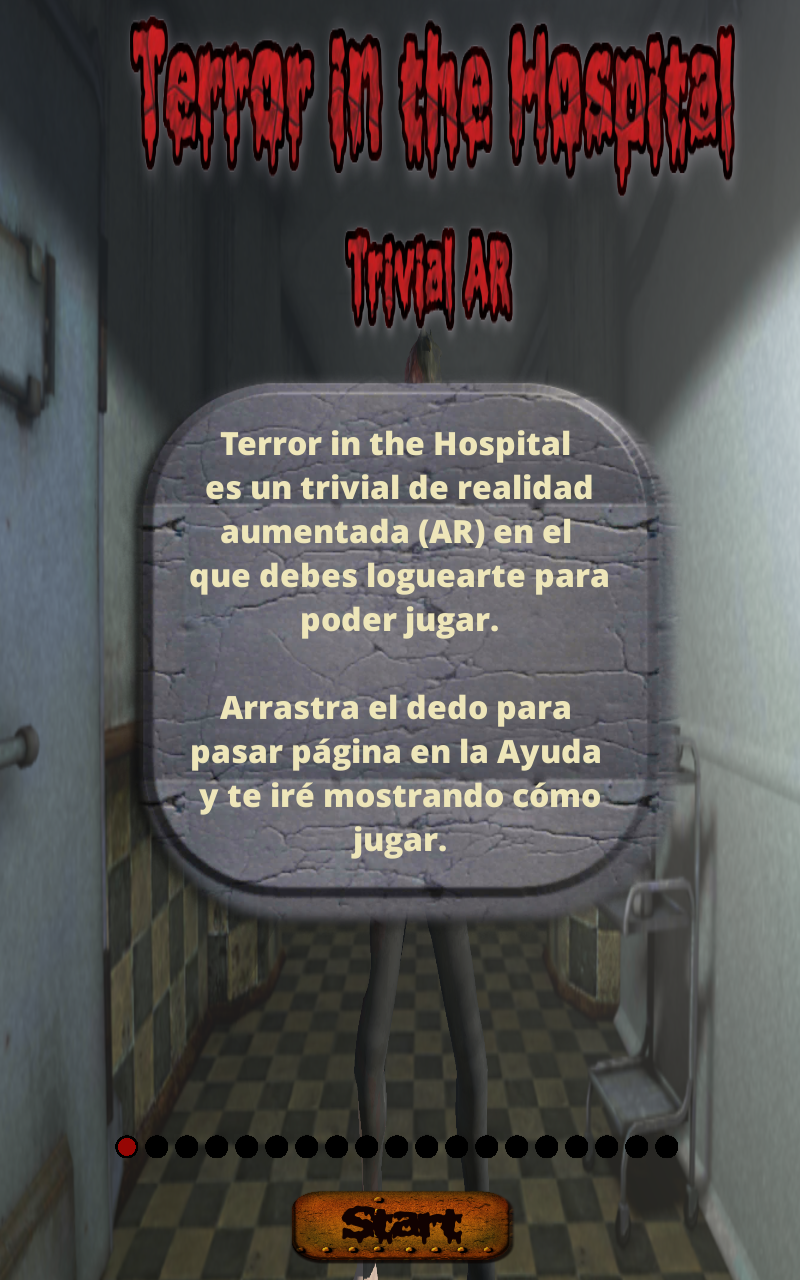 Terror in the Hospital
Trivial AR
Terror in the Hospital
es un trivial de realidad
aumentada (AR) en el
que debes loguearte para
poder jugar.
Arrastra el dedo para
pasar página en la Ayuda
y te iré mostrando cómo
jugar.
Start